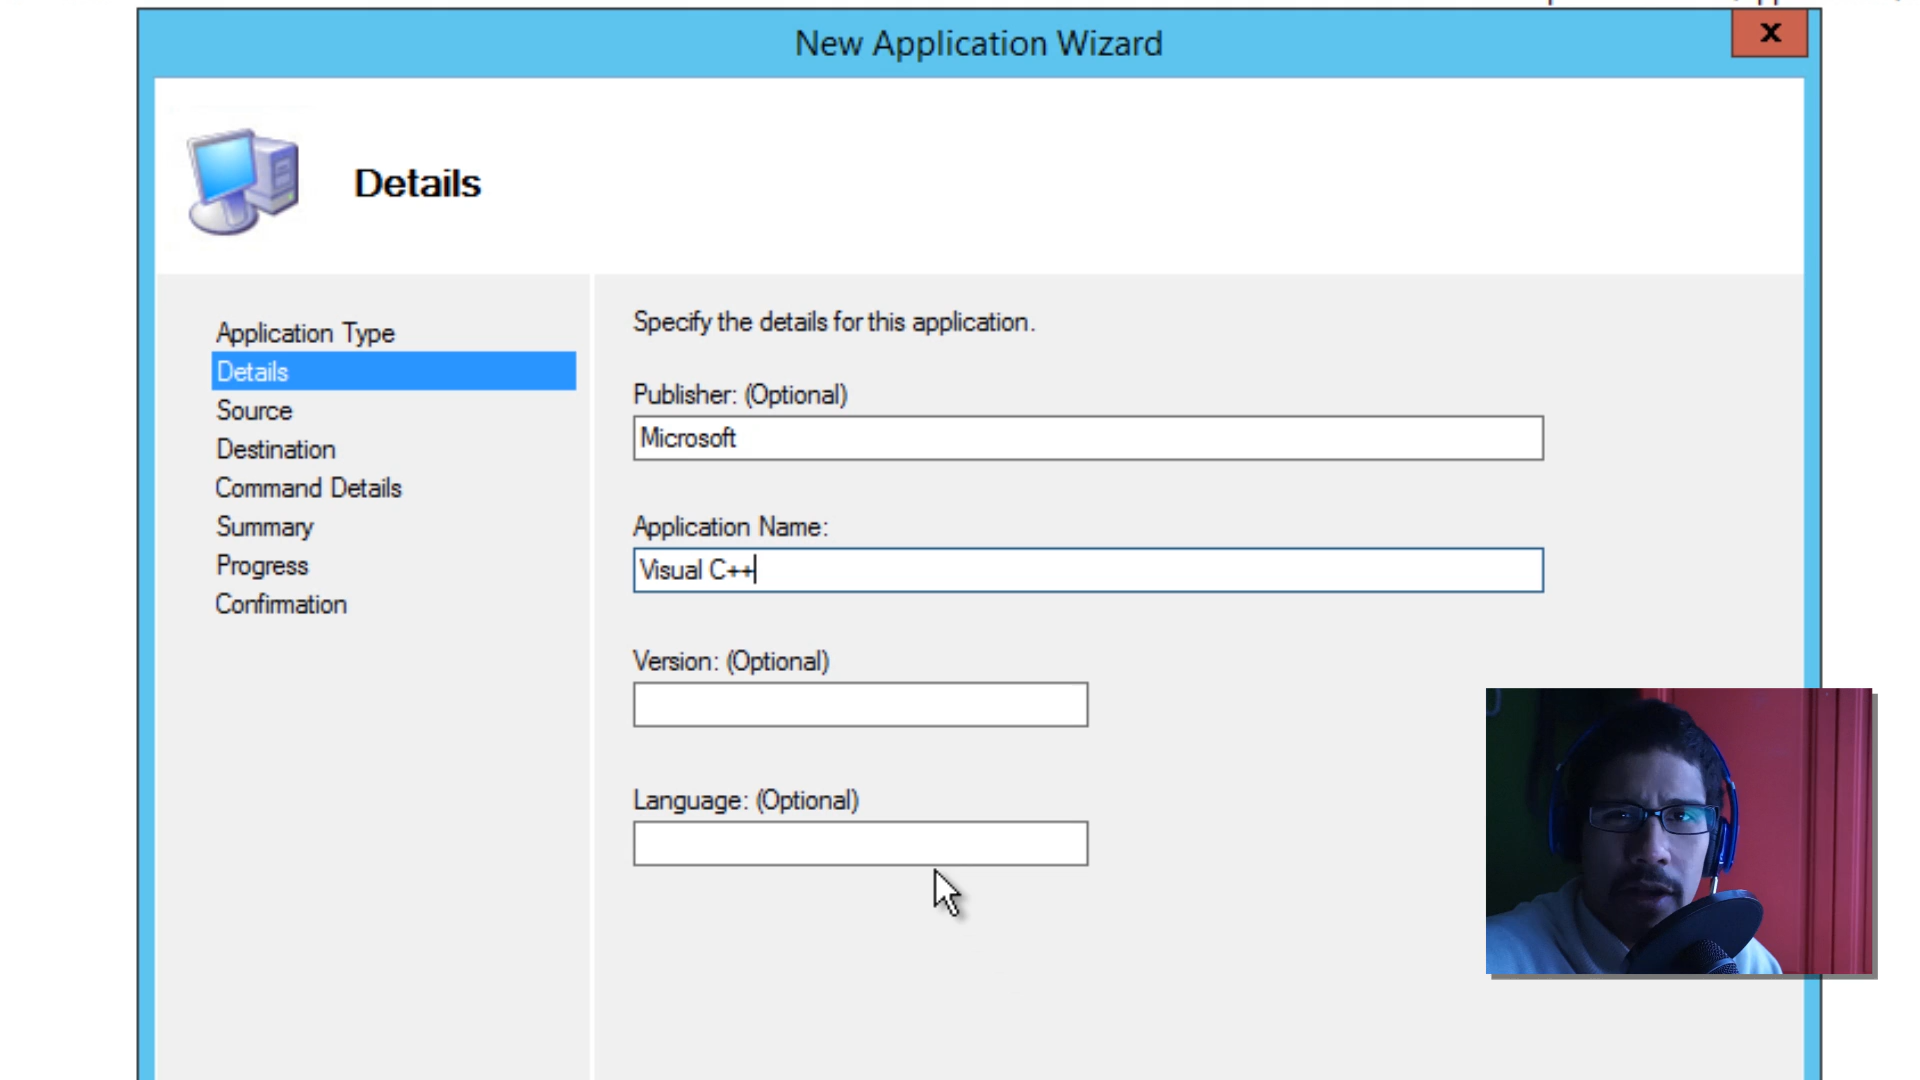 New Application Wizard
X
Details
Application Type
Details
Source
Destination
Command Details
Summary
Progress
Confirmation
Specify the details for this application.
Publisher: (Optional)
Microsoft
Application Name:
Visual C++
Version: (Optional)
Language: (Optional)